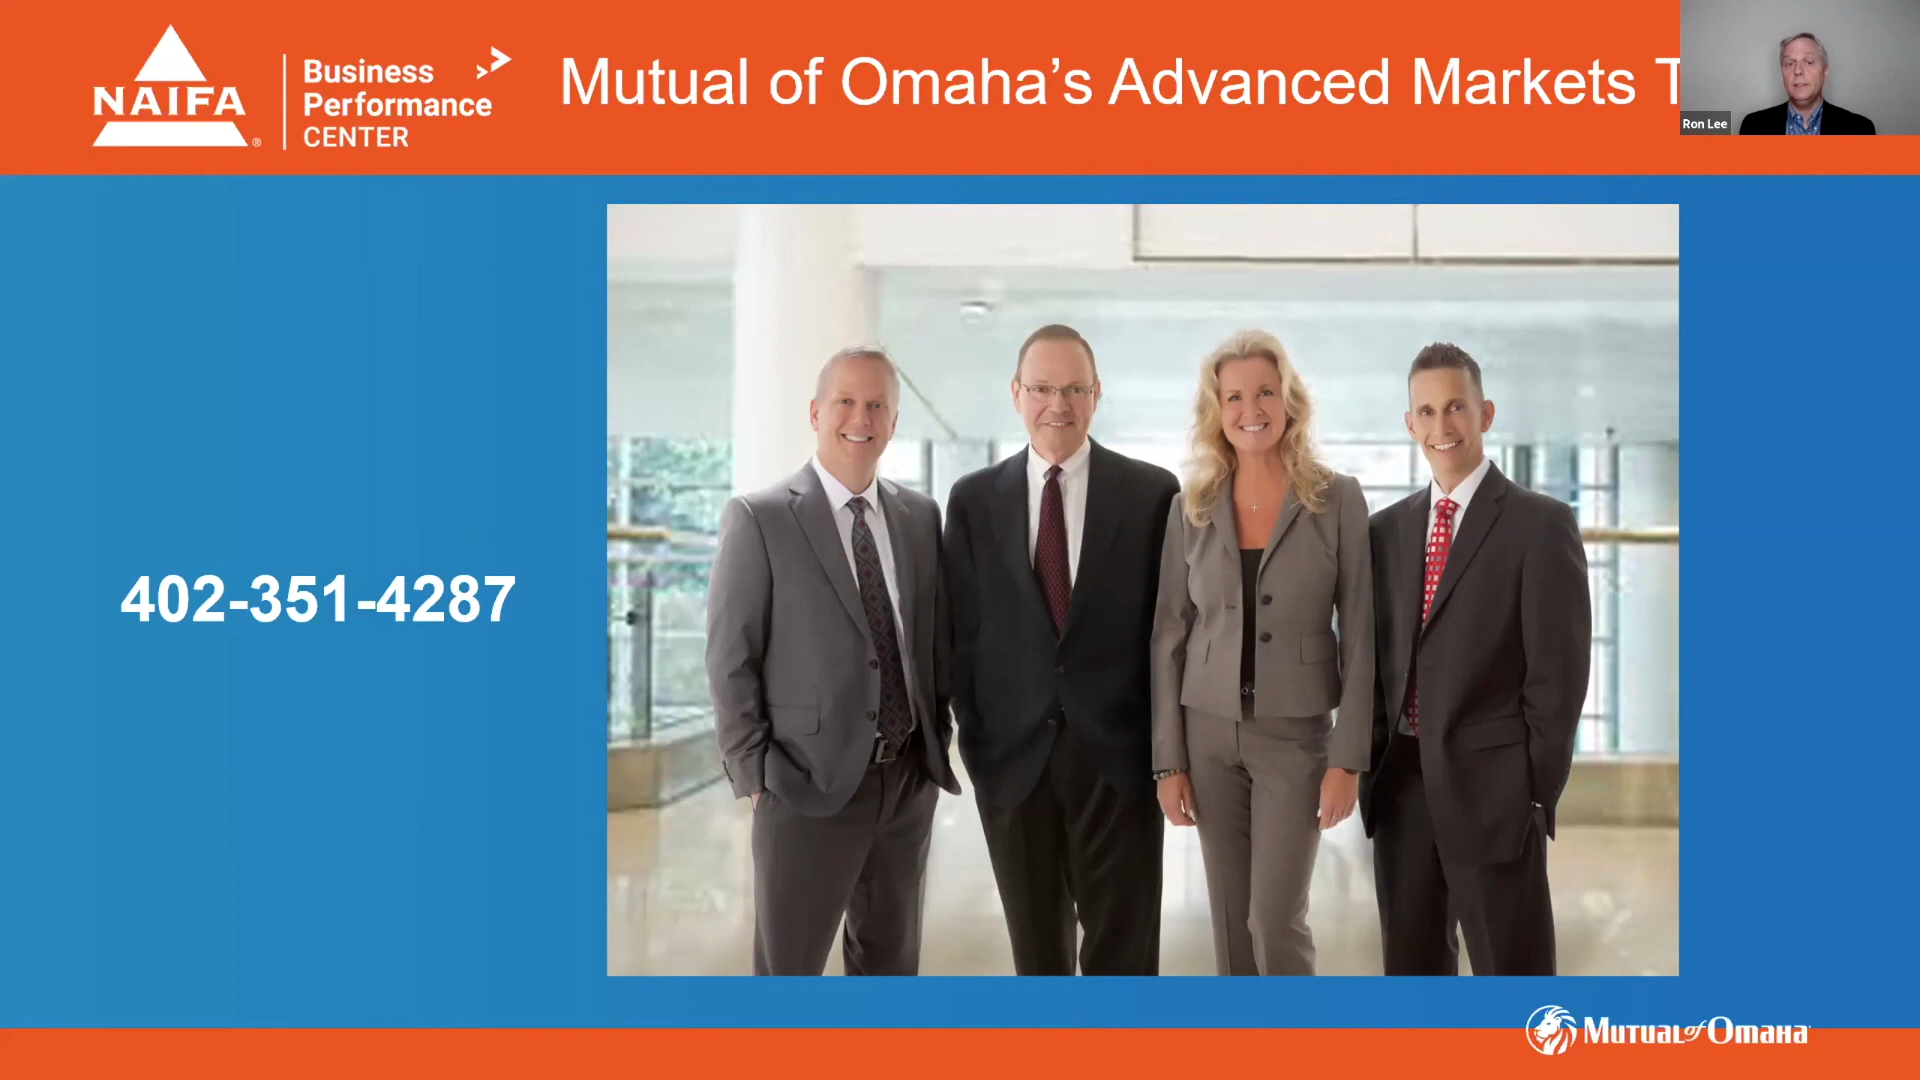 NAIFA
®
Business
Performance
CENTER
Mutual of Omaha's Advanced Markets T
Ron Lee
402-351-4287
Mutual of Omaha